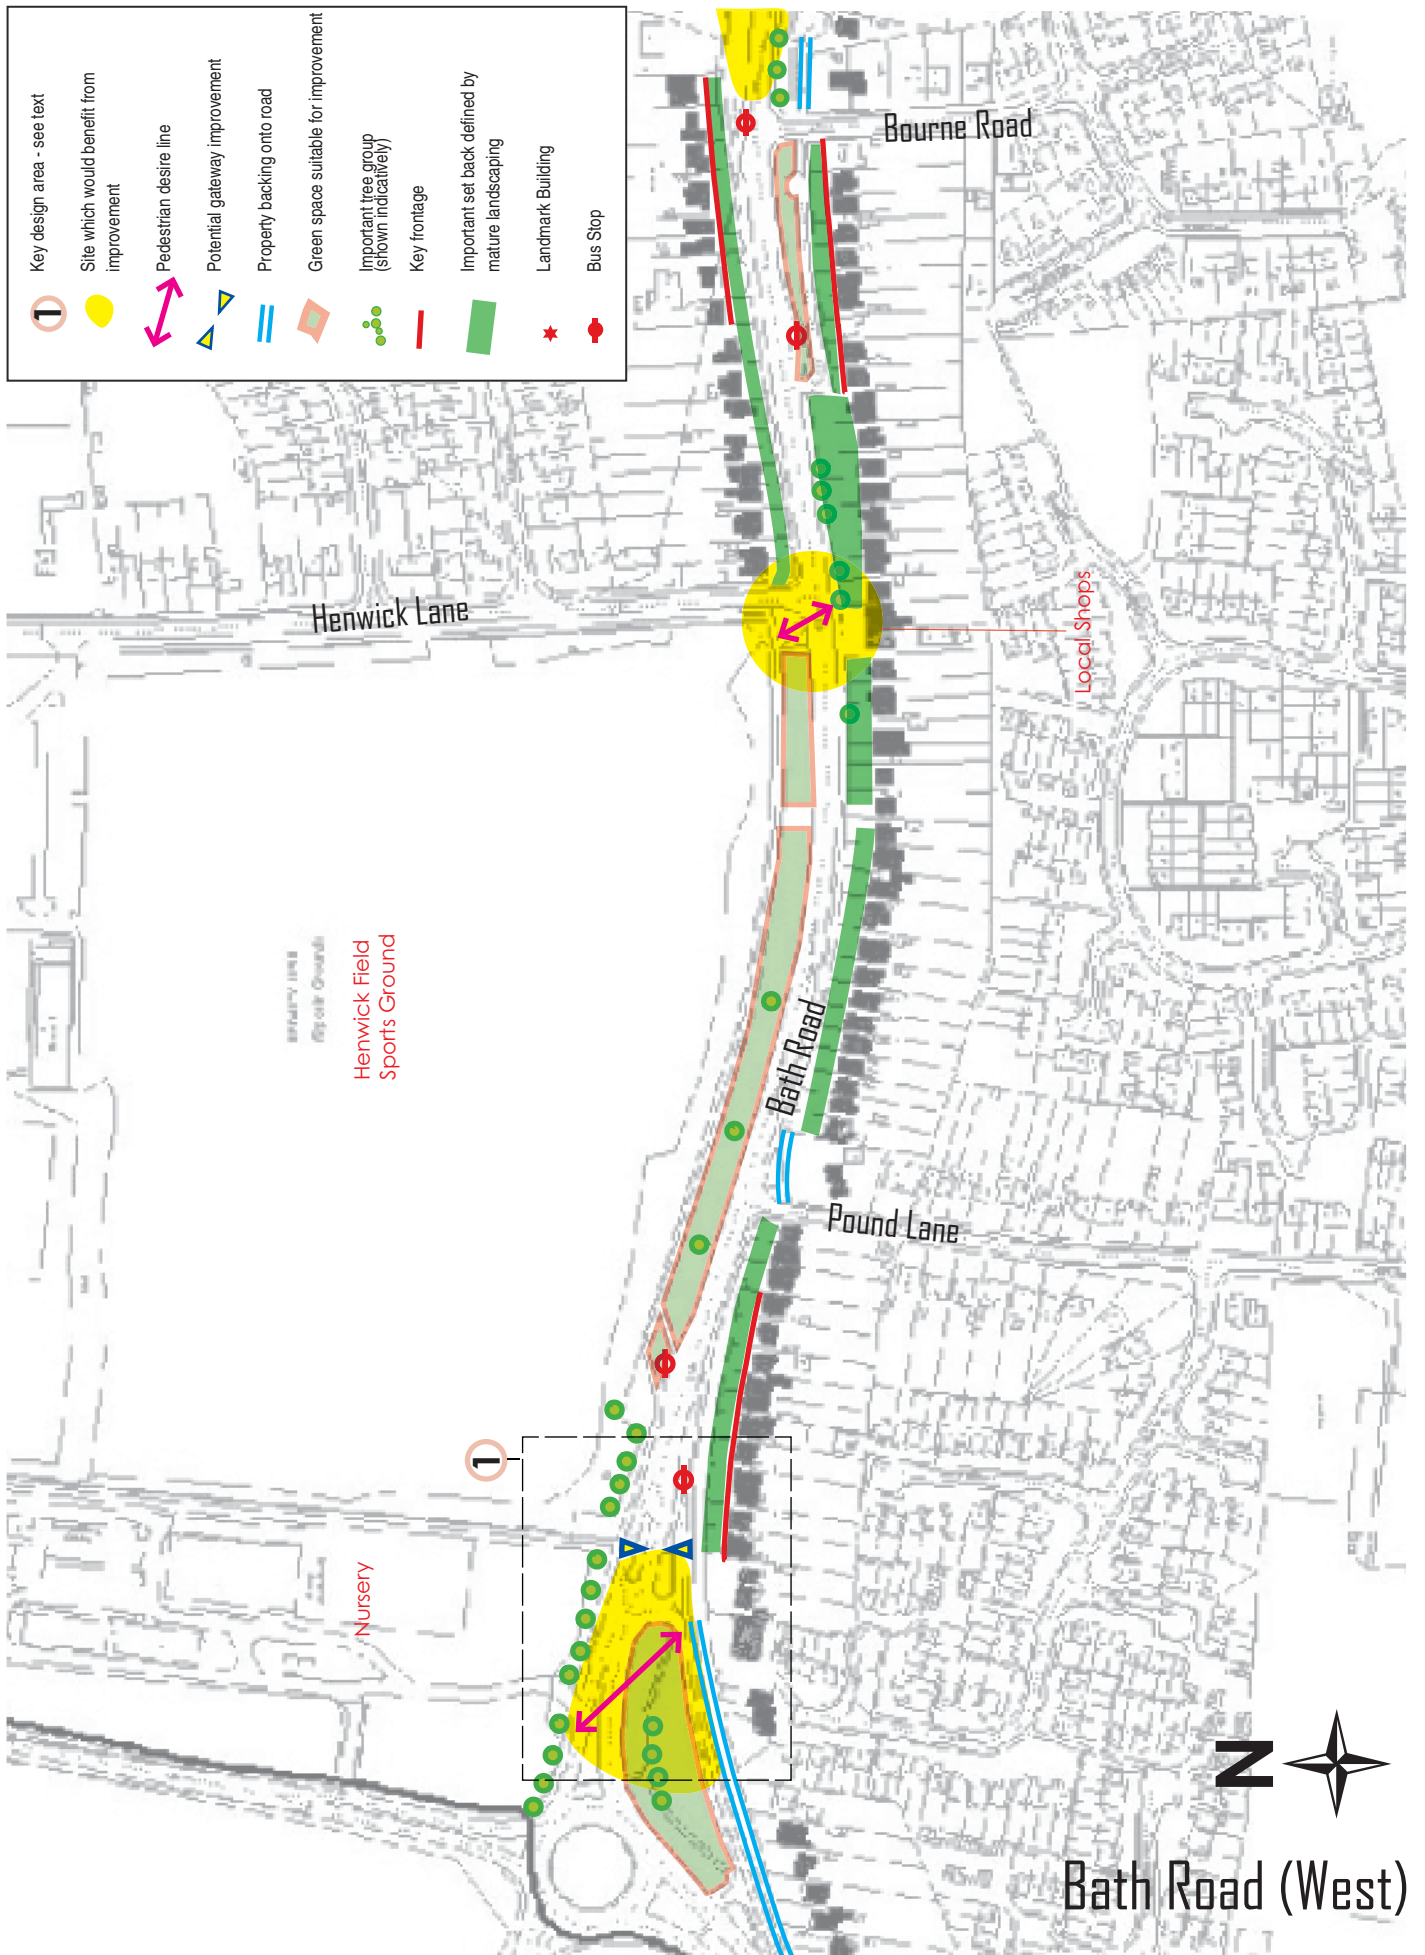 1
Key design area - see text
Site which would benefit from
improvement
Pedestrian desire line
Potential gateway improvement
Property backing onto road
Green space suitable for improvement
Important tree group
(shown indicatively)
Key frontage
Important set back defined by
mature landscaping
Landmark Building
Bus Stop
Bourne Road
Henwick Lane
Local Shops
Henwick Field
Sports Ground
Bath Road
Pound Lane
1
Nursery
N
Bath Road (West)